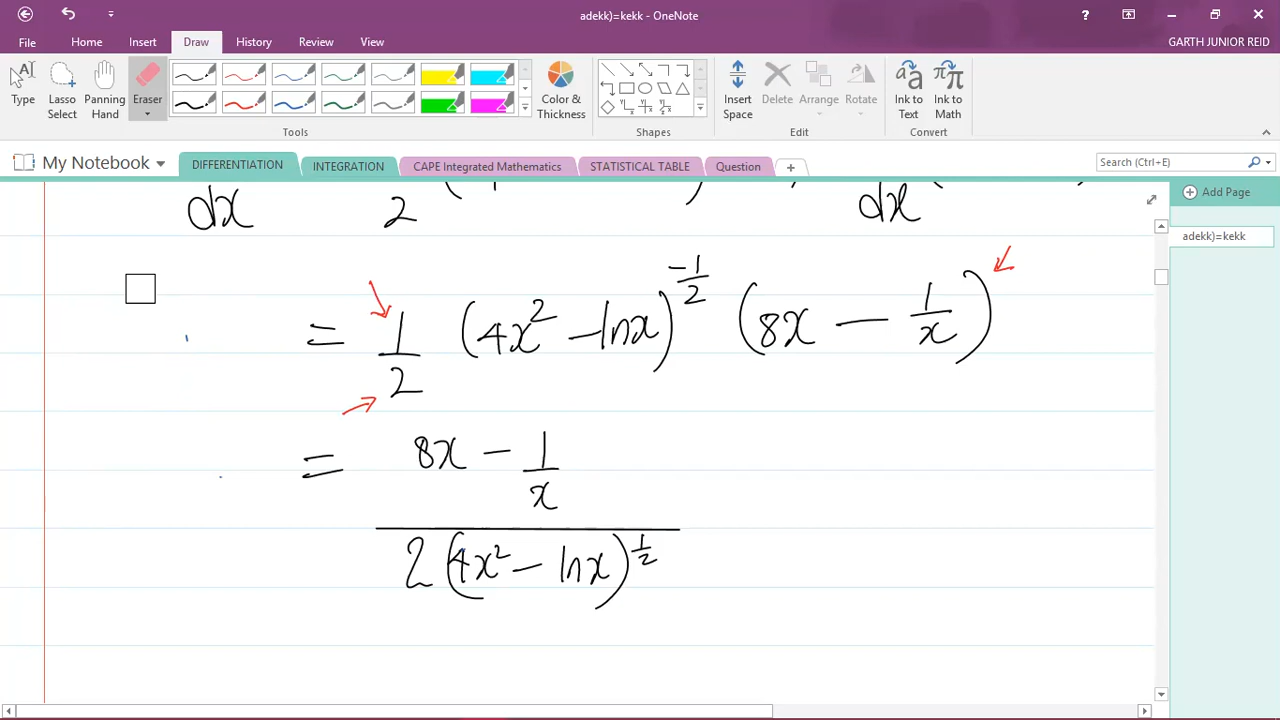 adekk)=kekk - OneNote
?
File Home Insert Draw History Review View GARTH JUNIOR REID
Type Lasso Select Panning Hand Eraser Color & Thickness Insert Space Delete Arrange Rotate Ink to Text Ink to Math
Tools Shapes Edit Convert
My Notebook DIFFERENTIATION INTEGRATION CAPE Integrated Mathematics STATISTICAL TABLE Question + Search (Ctrl+E)
Add Page
adekk)=kekk
dx 2 dx
= 1/2 (4x² - lnx)^(-1/2) (8x - 1/x)
= 8x - 1/x
2(4x² - lnx)^(1/2)